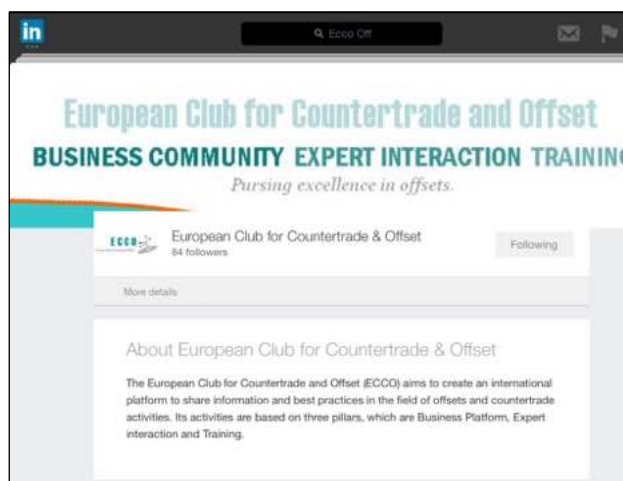 in
Ecco Off
European Club for Countertrade and Offset
BUSINESS COMMUNITY EXPERT INTERACTION TRAINING
Pursing excellence in offsets.
ECCO
European Club for Countertrade & Offset
84 followers
Following
More details
About European Club for Countertrade & Offset
The European Club for Countertrade and Offset (ECCO) aims to create an international
platform to share information and best practices in the field of offsets and countertrade
activities. Its activities are based on three pillars, which are Business Platform, Expert
interaction and Training.